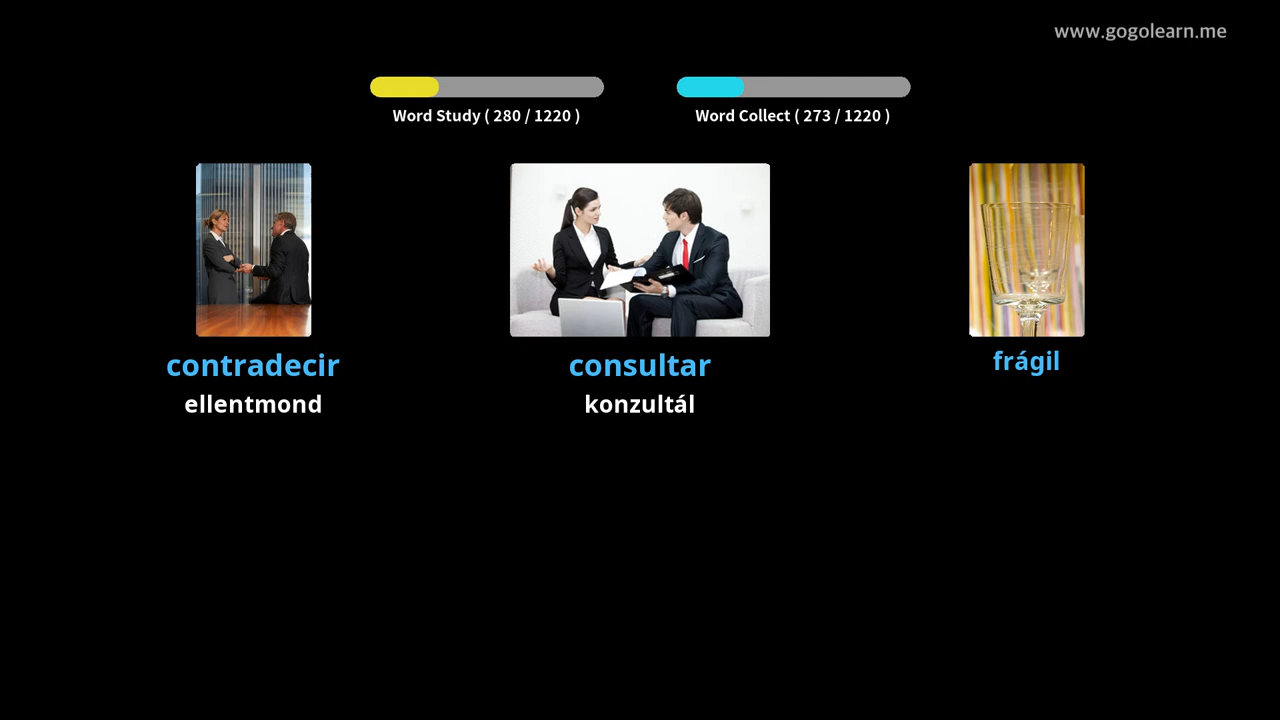 www.gogolearn.me
Word Study ( 280 / 1220 )
Word Collect ( 273 / 1220 )
contradecir
ellentmond
consultar
konzultál
frágil